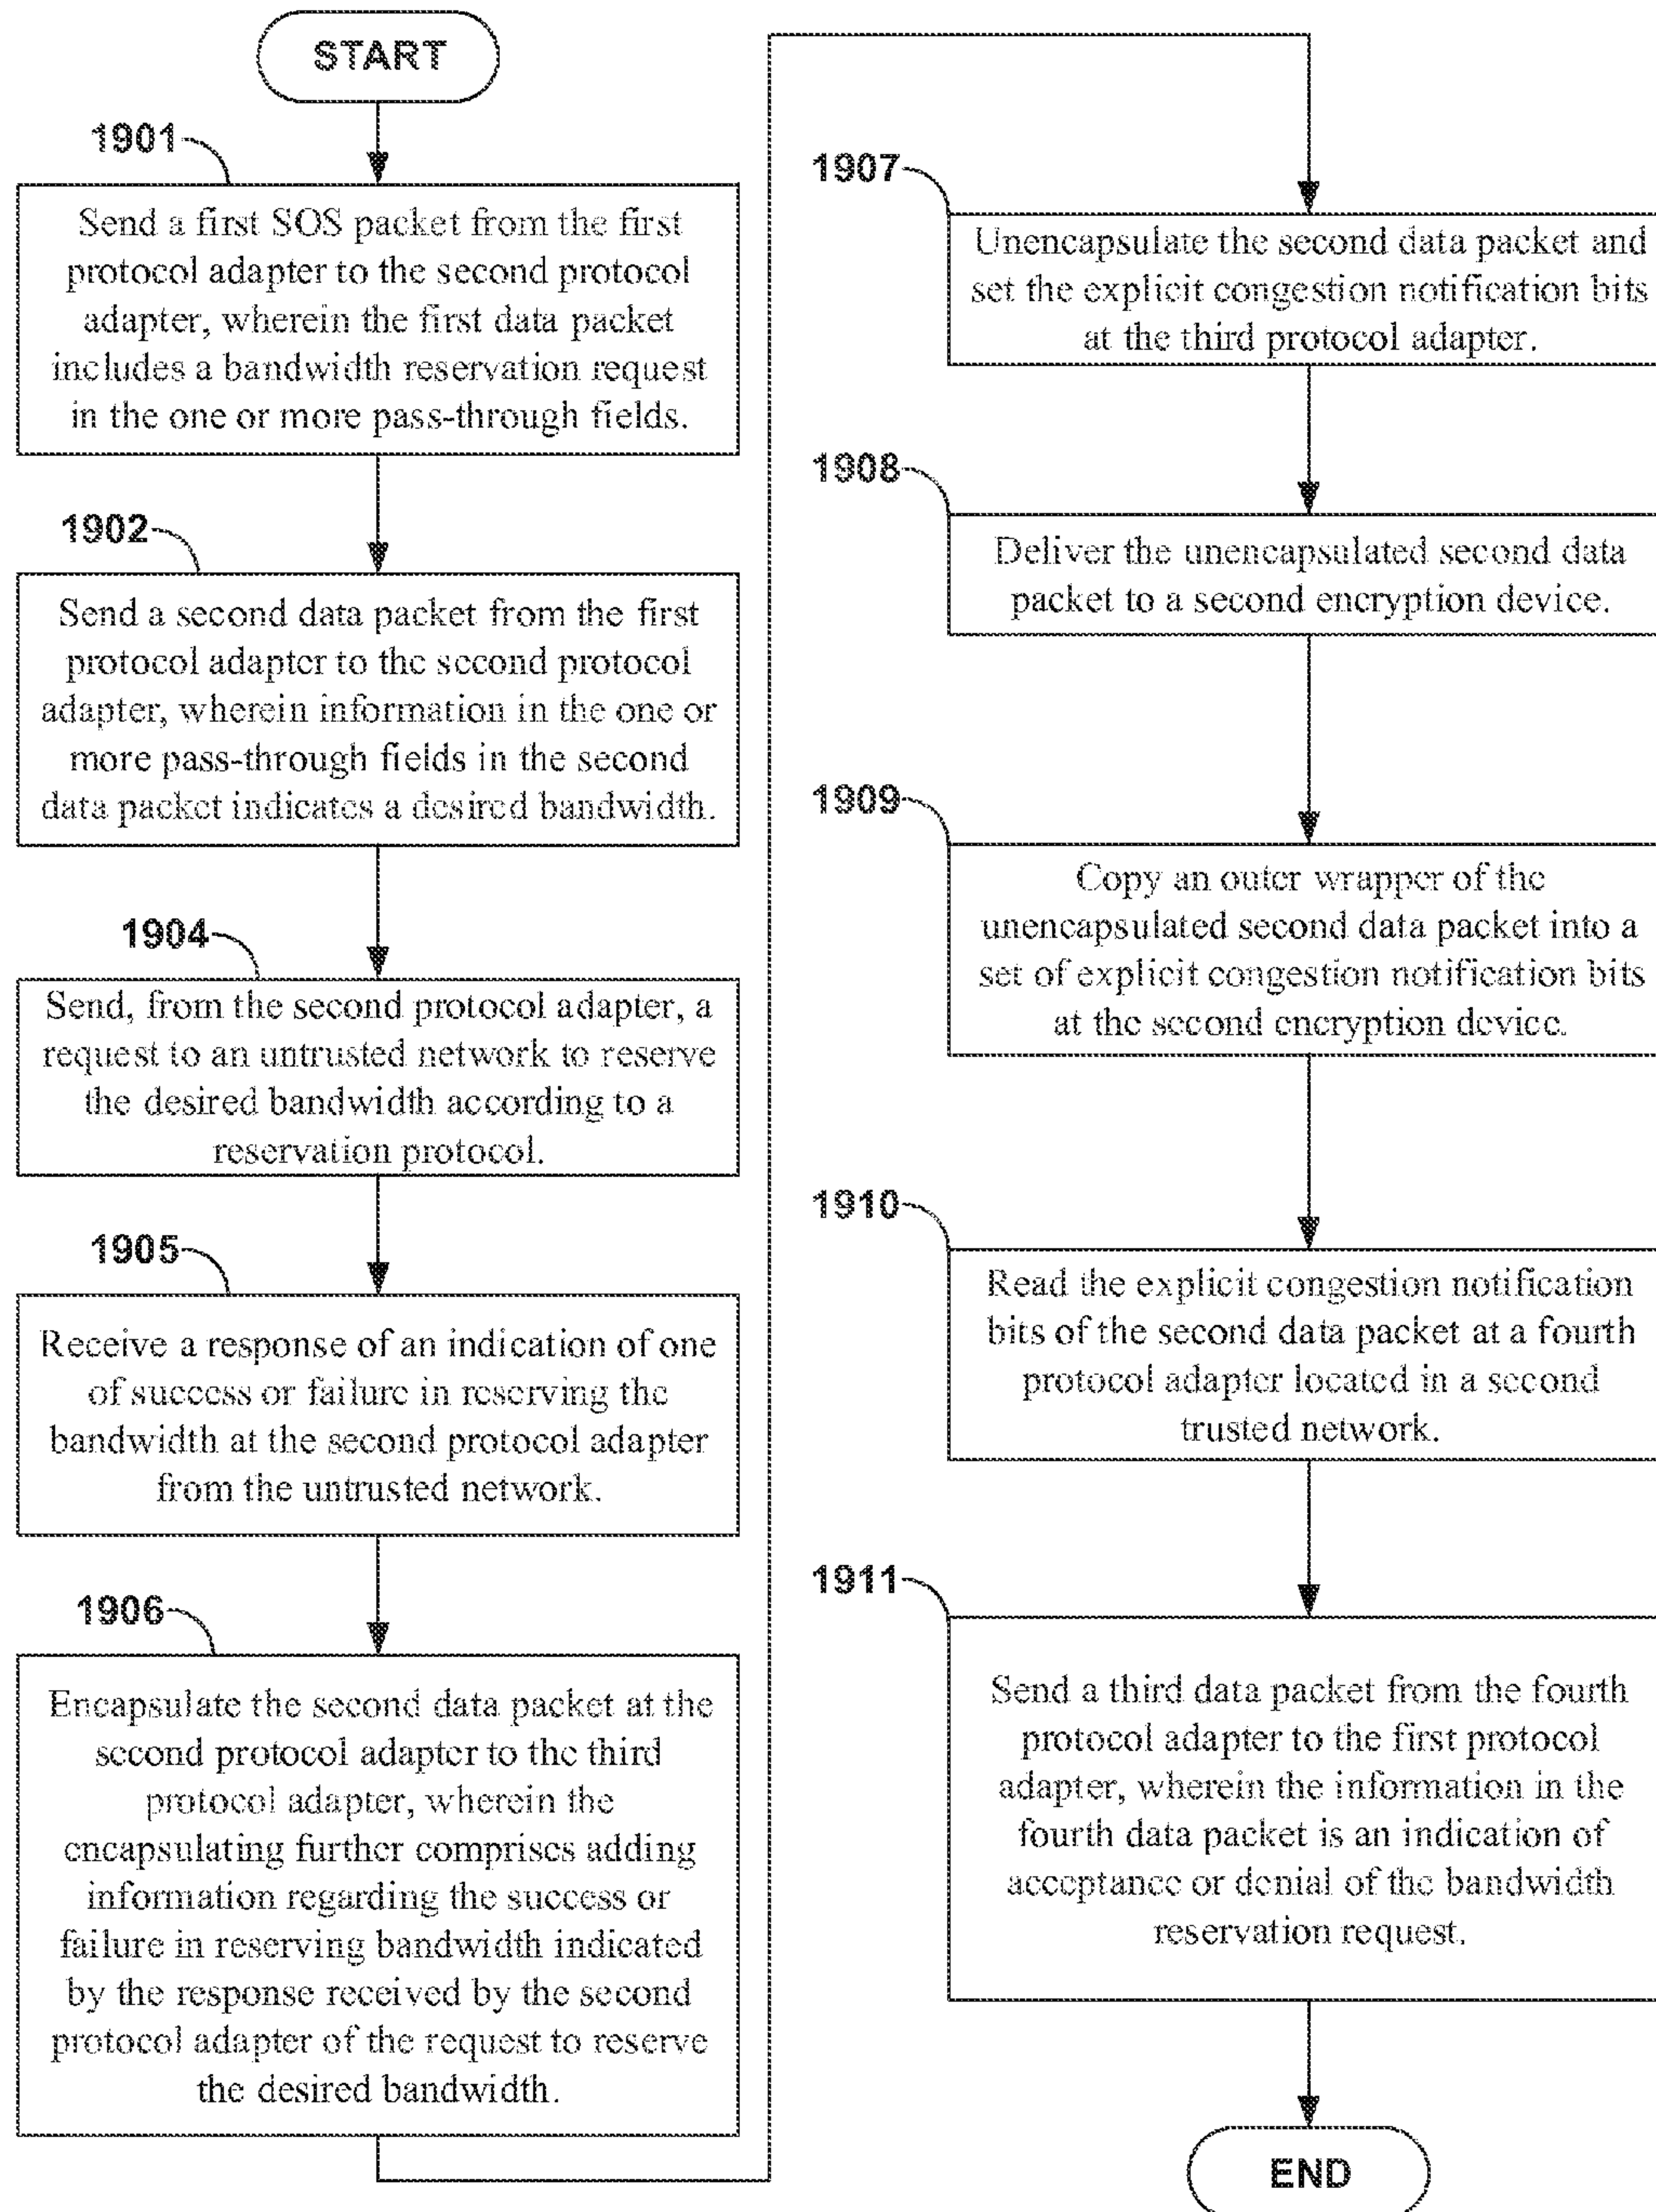 START
1901
Send a first SOS packet from the first
protocol adapter to the second protocol
adapter, wherein the first data packet
includes a bandwidth reservation request
in the one or more pass-through fields.
1902
Send a second data packet from the first
protocol adapter to the second protocol
adapter, wherein information in the one or
more pass-through fields in the second
data packet indicates a desired bandwidth.
1904
Send, from the second protocol adapter, a
request to an untrusted network to reserve
the desired bandwidth according to a
reservation protocol.
1905
Receive a response of an indication of one
of success or failure in reserving the
bandwidth at the second protocol adapter
from the untrusted network.
1906
Encapsulate the second data packet at the
second protocol adapter to the third
protocol adapter, wherein the
encapsulating further comprises adding
information regarding the success or
failure in reserving bandwidth indicated
by the response received by the second
protocol adapter of the request to reserve
the desired bandwidth.
1907
Unencapsulate the second data packet and
set the explicit congestion notification bits
at the third protocol adapter.
1908
Deliver the unencapsulated second data
packet to a second encryption device.
1909
Copy an outer wrapper of the
unencapsulated second data packet into a
set of explicit congestion notification bits
at the second encryption device.
1910
Read the explicit congestion notification
bits of the second data packet at a fourth
protocol adapter located in a second
trusted network.
1911
Send a third data packet from the fourth
protocol adapter to the first protocol
adapter, wherein the information in the
fourth data packet is an indication of
acceptance or denial of the bandwidth
reservation request.
END